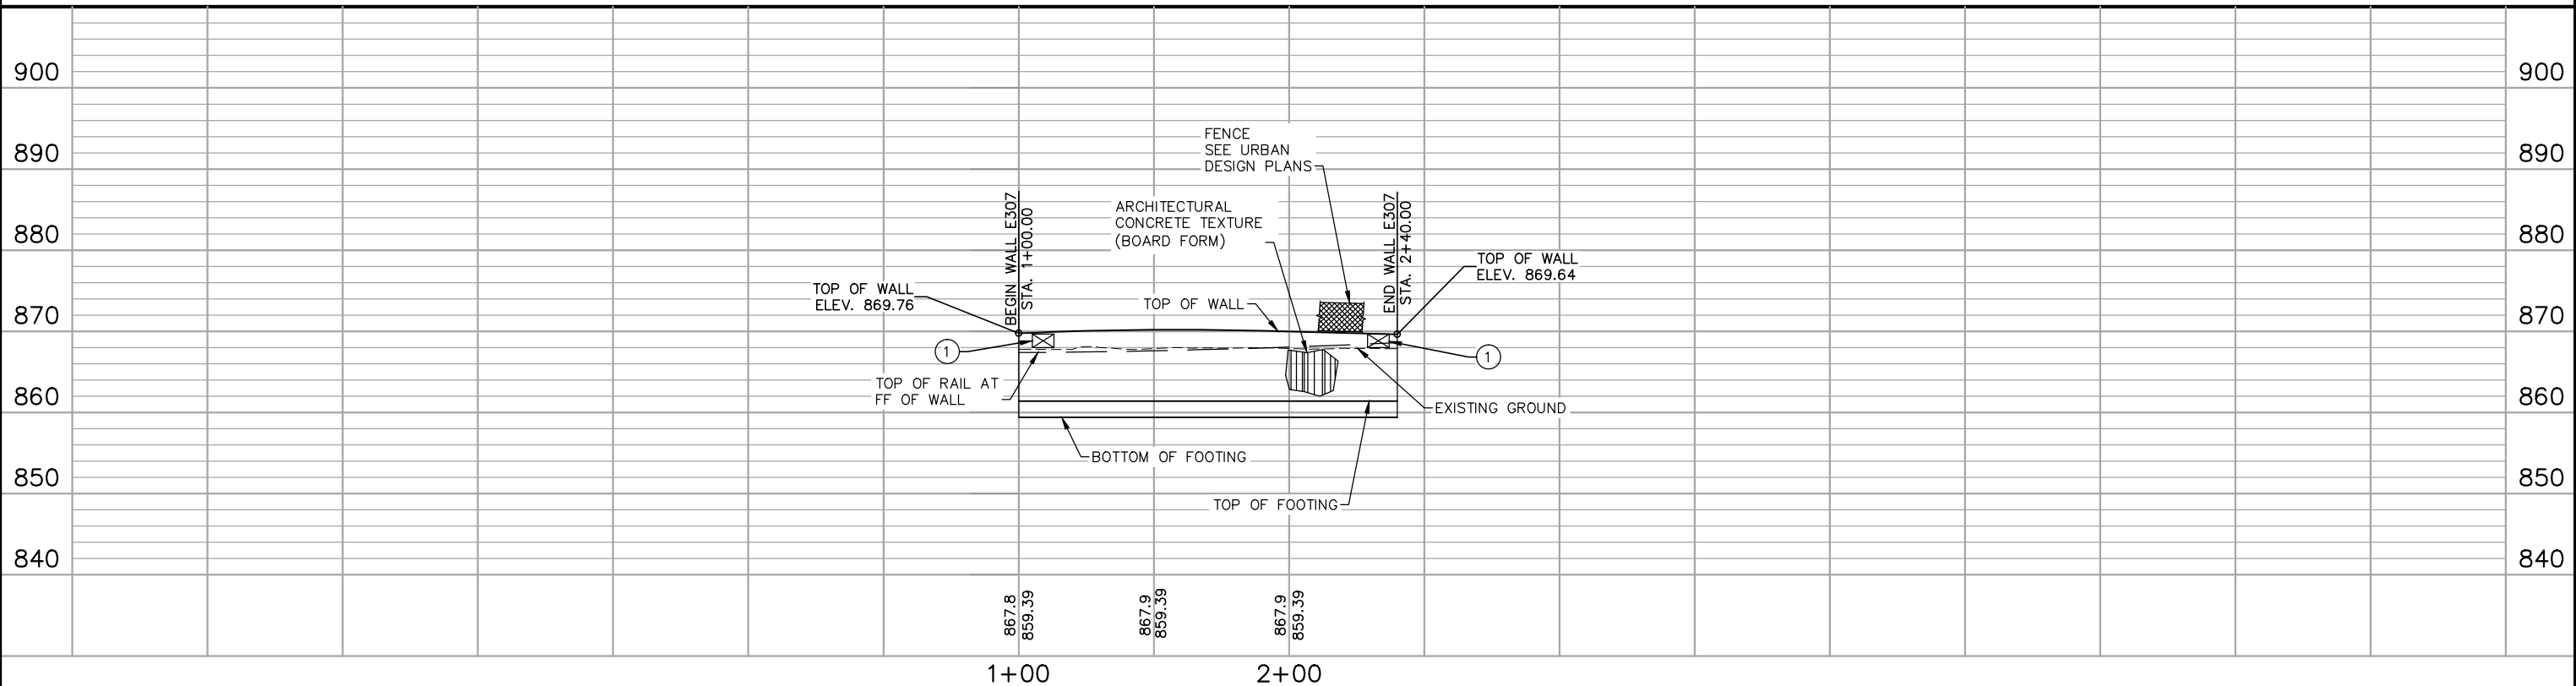 900
900
890
890
880
880
870
870
860
860
850
850
840
840
FENCE
SEE URBAN
DESIGN PLANS
ARCHITECTURAL
CONCRETE TEXTURE
(BOARD FORM)
BEGIN WALL E307
STA. 1+00.00
END WALL E307
STA. 2+40.00
TOP OF WALL
ELEV. 869.76
TOP OF WALL
TOP OF WALL
ELEV. 869.64
1
1
TOP OF RAIL AT
FF OF WALL
EXISTING GROUND
BOTTOM OF FOOTING
TOP OF FOOTING
867.8
859.39
867.9
859.39
867.9
859.39
1+00
2+00